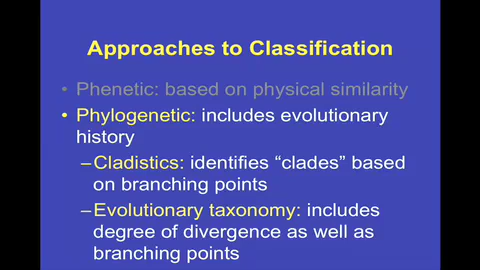 Approaches to Classification
• Phenetic: based on physical similarity
• Phylogenetic: includes evolutionary
history
–Cladistics: identifies “clades” based
on branching points
–Evolutionary taxonomy: includes
degree of divergence as well as
branching points